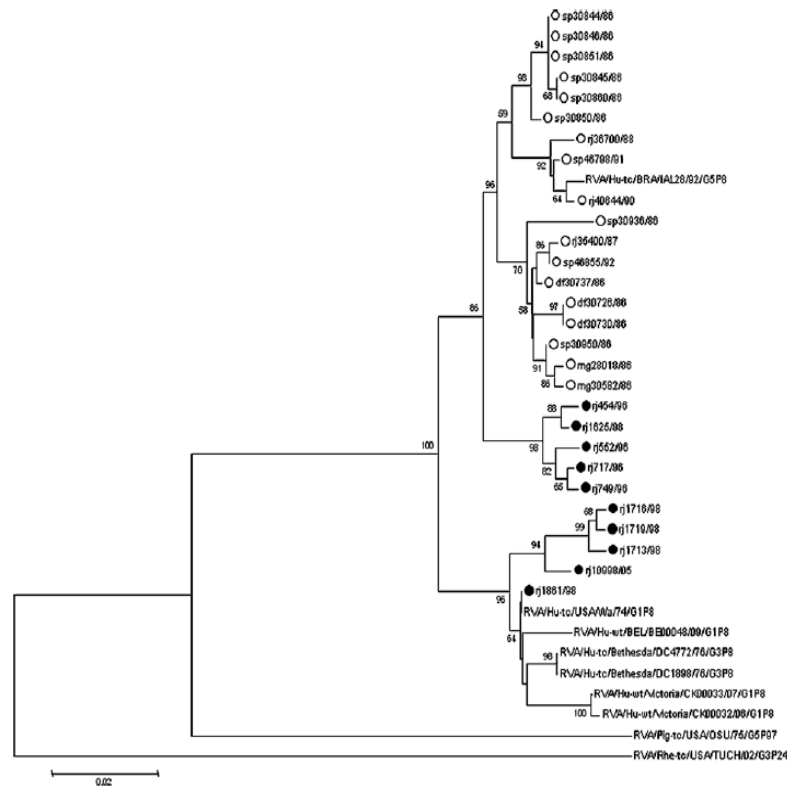 sp30844/86
94
sp30846/86
sp30851/86
98
sp30845/86
68
sp30860/86
sp30850/86
59
rj36700/88
92
sp46798/91
RVA/Hu-tc/BRA/IAL28/92/G5P8
64
rj40644/90
96
sp30936/86
86
rj35400/87
70
sp46855/92
df30737/86
58
97
df30726/86
df30730/86
86
sp30950/86
91
mg28018/86
86
mg30582/86
88
rj454/96
rj1625/98
98
rj552/96
82
rj717/96
65
rj749/96
100
68
rj1716/98
99
rj1719/98
94
rj1713/98
rj10998/05
96
rj1861/98
RVA/Hu-tc/USA/Wa/74/G1P8
64
RVA/Hu-wt/BEL/BE00048/09/G1P8
98
RVA/Hu-tc/Bethesda/DC4772/76/G3P8
RVA/Hu-tc/Bethesda/DC1898/76/G3P8
RVA/Hu-wt/Victoria/CK00033/07/G1P8
100
RVA/Hu-wt/Victoria/CK00032/06/G1P8
RVA/Pig-tc/USA/OSU/75/G5P97
RVA/Rhe-tc/USA/TUCH/02/G3P24
0.02